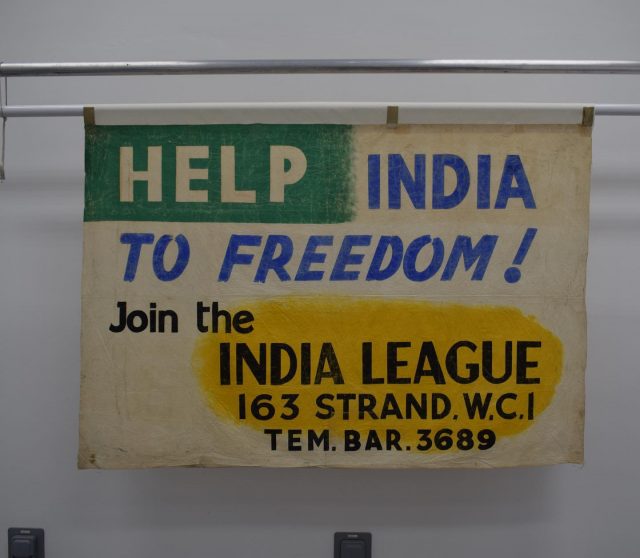 HELP INDIA
TO FREEDOM!
Join the
INDIA LEAGUE
163 STRAND. W.C.1
TEM. BAR. 3689